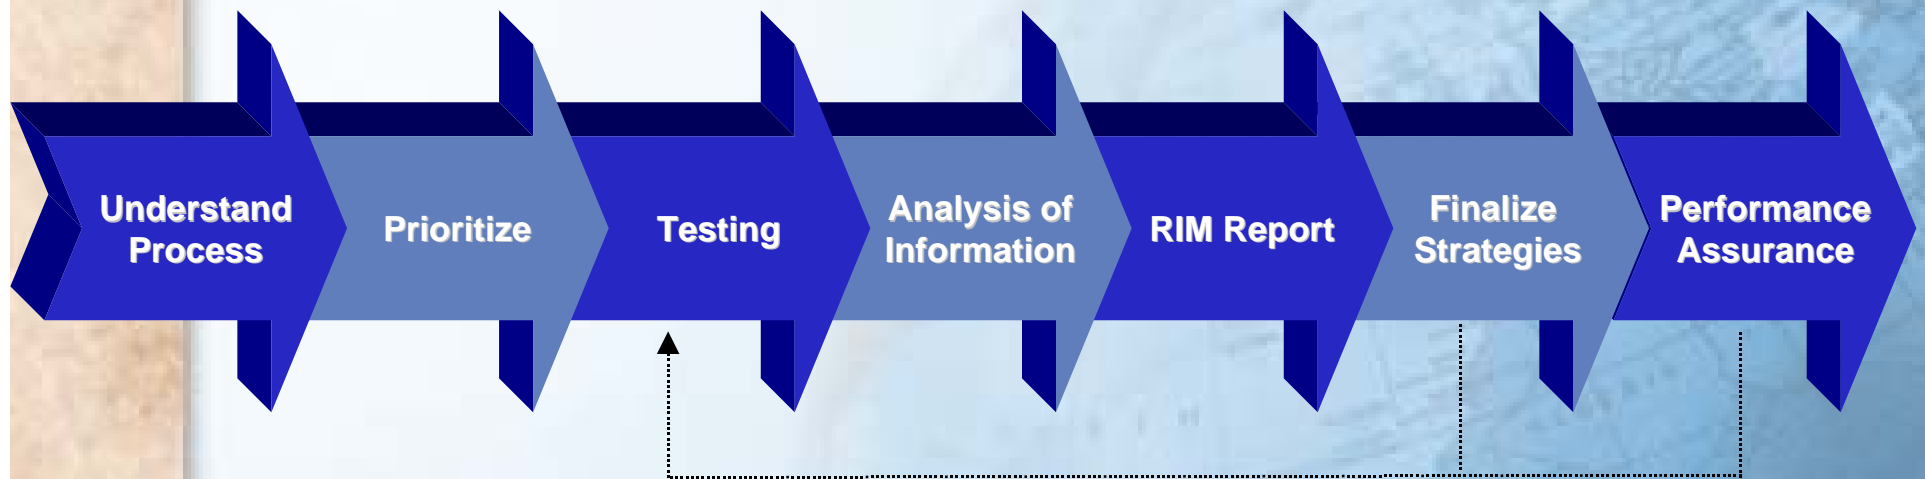 Understand
Process
Prioritize
Testing
Analysis of
Information
RIM Report
Finalize
Strategies
Performance
Assurance